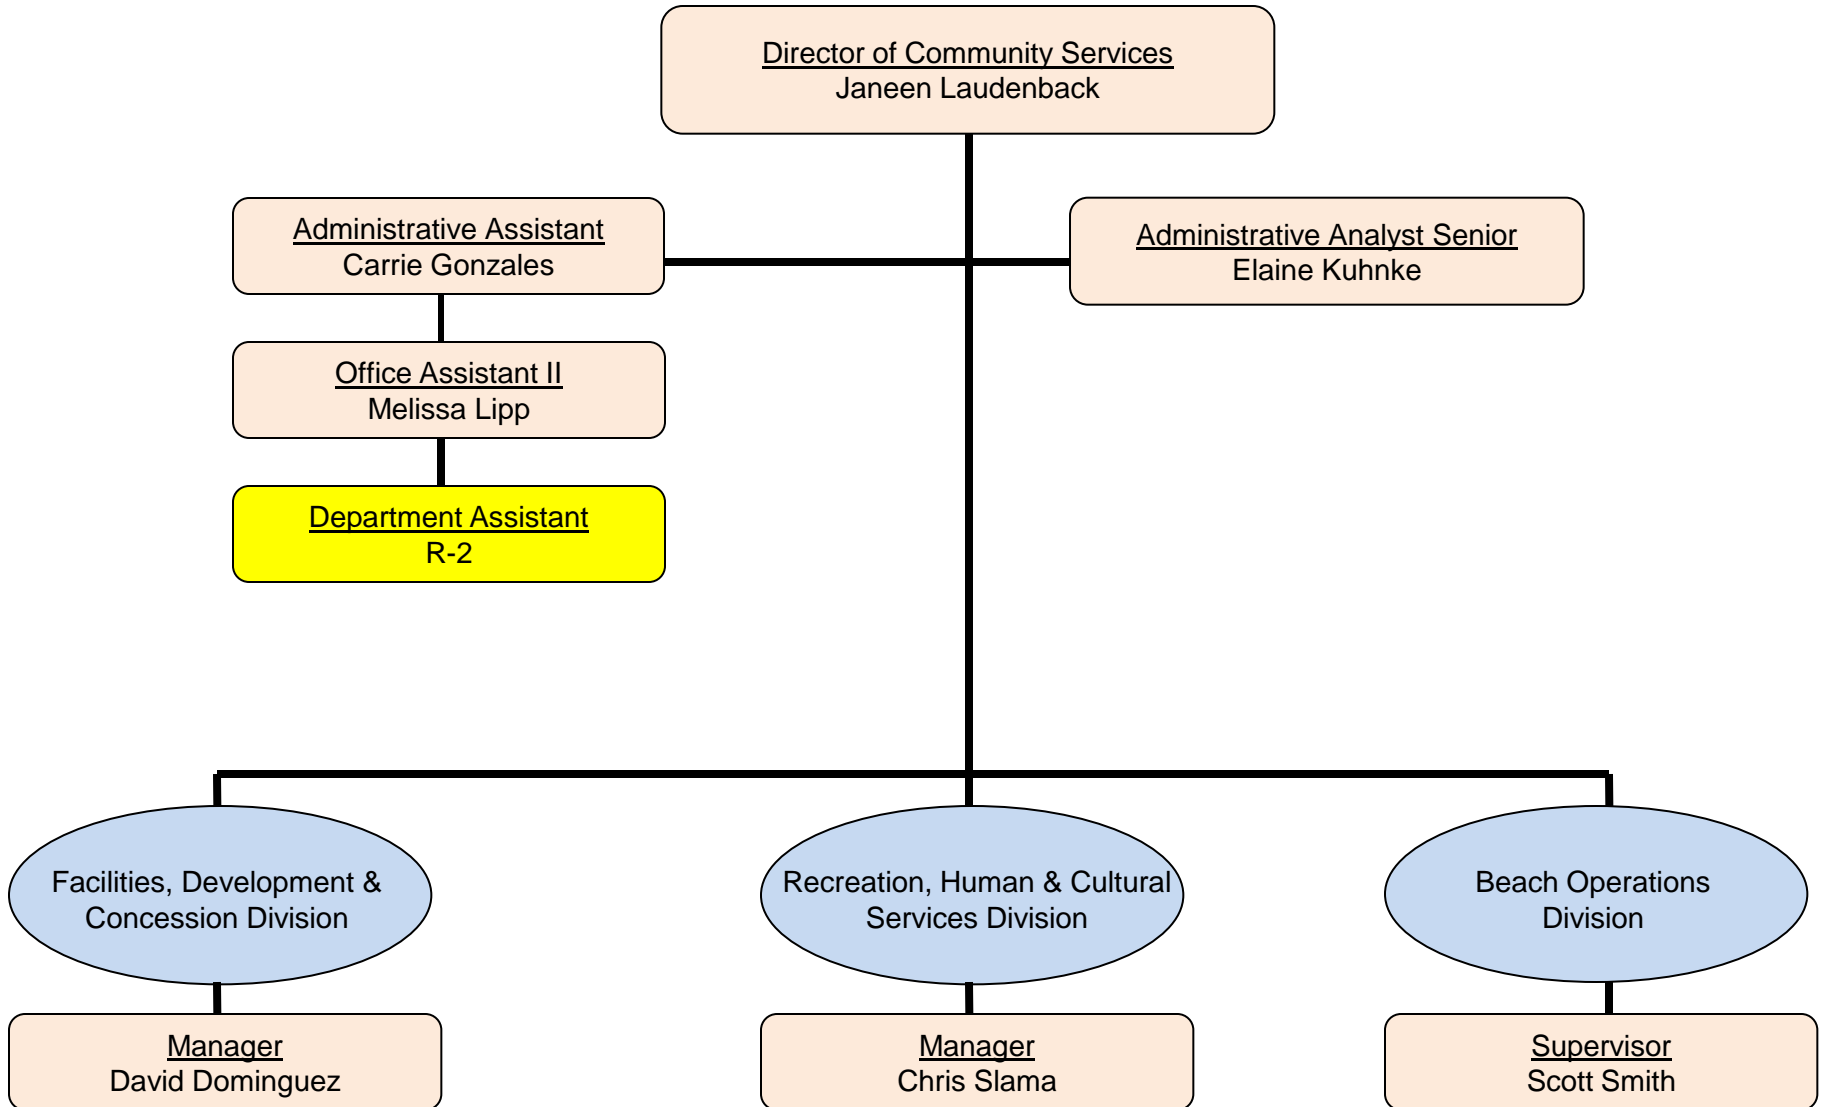 Director of Community Services
Janeen Laudenback
Administrative Assistant
Carrie Gonzales
Administrative Analyst Senior
Elaine Kuhnke
Office Assistant II
Melissa Lipp
Department Assistant
R-2
Facilities, Development &
Concession Division
Recreation, Human & Cultural
Services Division
Beach Operations
Division
Manager
David Dominguez
Manager
Chris Slama
Supervisor
Scott Smith